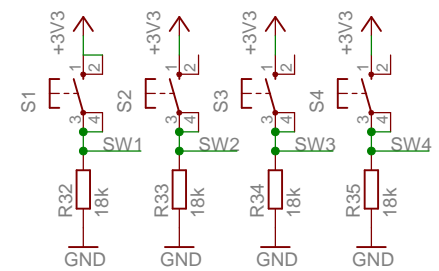 +3V3 +3V3 +3V3 +3V3
1 2 1 2 1 2 1 2
S1 S2 S3 S4
3 4 3 4 3 4 3 4
SW1 SW2 SW3 SW4
R32 18k R33 18k R34 18k R35 18k
GND GND GND GND